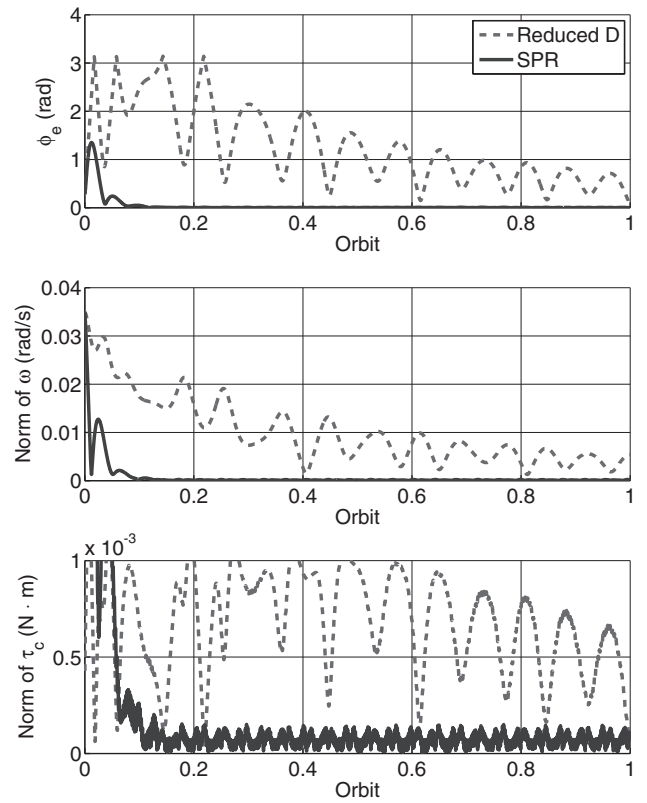 4
3
2
1
0
ϕe (rad)
Reduced D
SPR
0 0.2 0.4 0.6 0.8 1
Orbit
0.04
0.03
0.02
0.01
0
Norm of ω (rad/s)
0 0.2 0.4 0.6 0.8 1
Orbit
x 10-3
1
0.5
0
Norm of τc (N · m)
0 0.2 0.4 0.6 0.8 1
Orbit